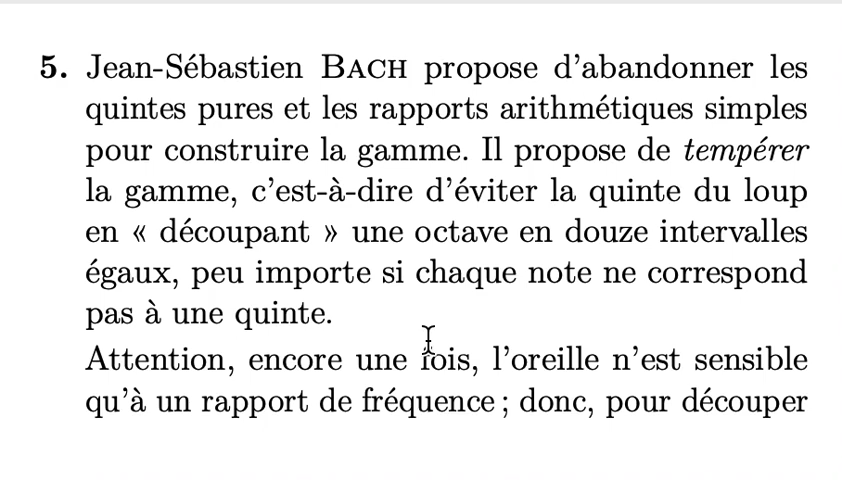 5. Jean-Sébastien BACH propose d’abandonner les
quintes pures et les rapports arithmétiques simples
pour construire la gamme. Il propose de tempérer
la gamme, c’est-à-dire d’éviter la quinte du loup
en « découpant » une octave en douze intervalles
égaux, peu importe si chaque note ne correspond
pas à une quinte.
Attention, encore une fois, l’oreille n’est sensible
qu’à un rapport de fréquence ; donc, pour découper